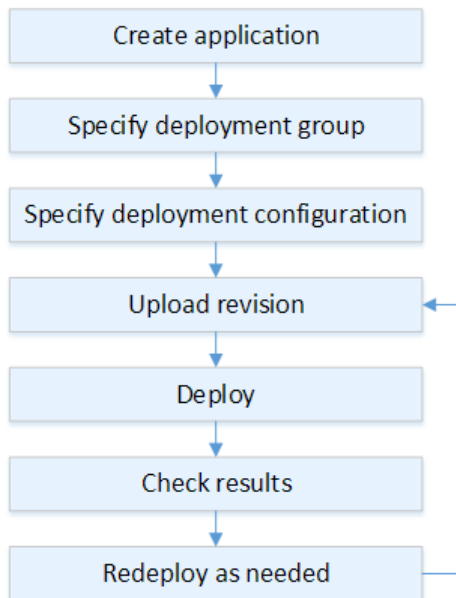 Create application
Specify deployment group
Specify deployment configuration
Upload revision
Deploy
Check results
Redeploy as needed